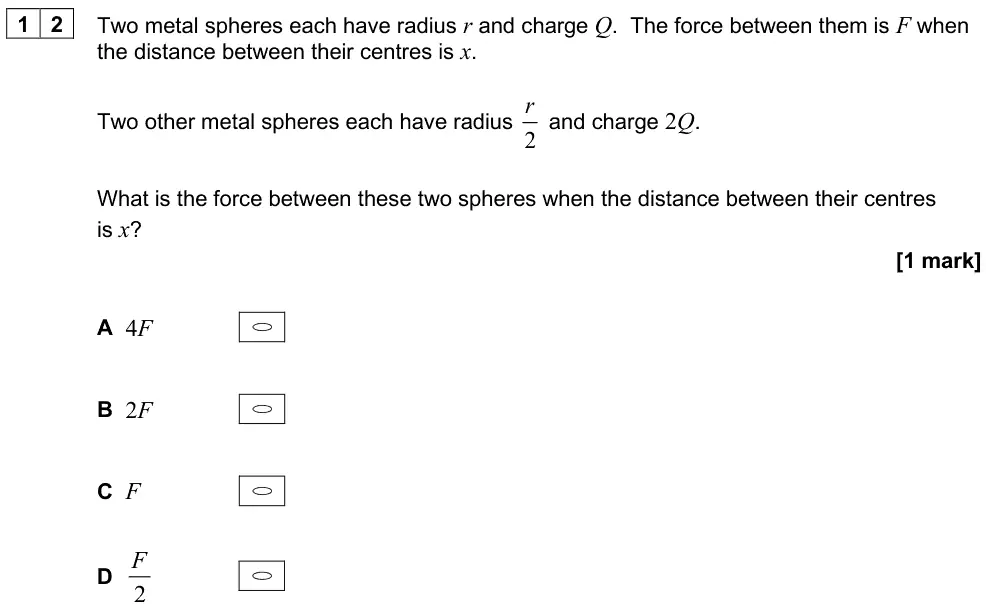 1 2 Two metal spheres each have radius r and charge Q. The force between them is F when
the distance between their centres is x.
Two other metal spheres each have radius r/2 and charge 2Q.
What is the force between these two spheres when the distance between their centres
is x?
[1 mark]
A 4F
B 2F
C F
D F/2